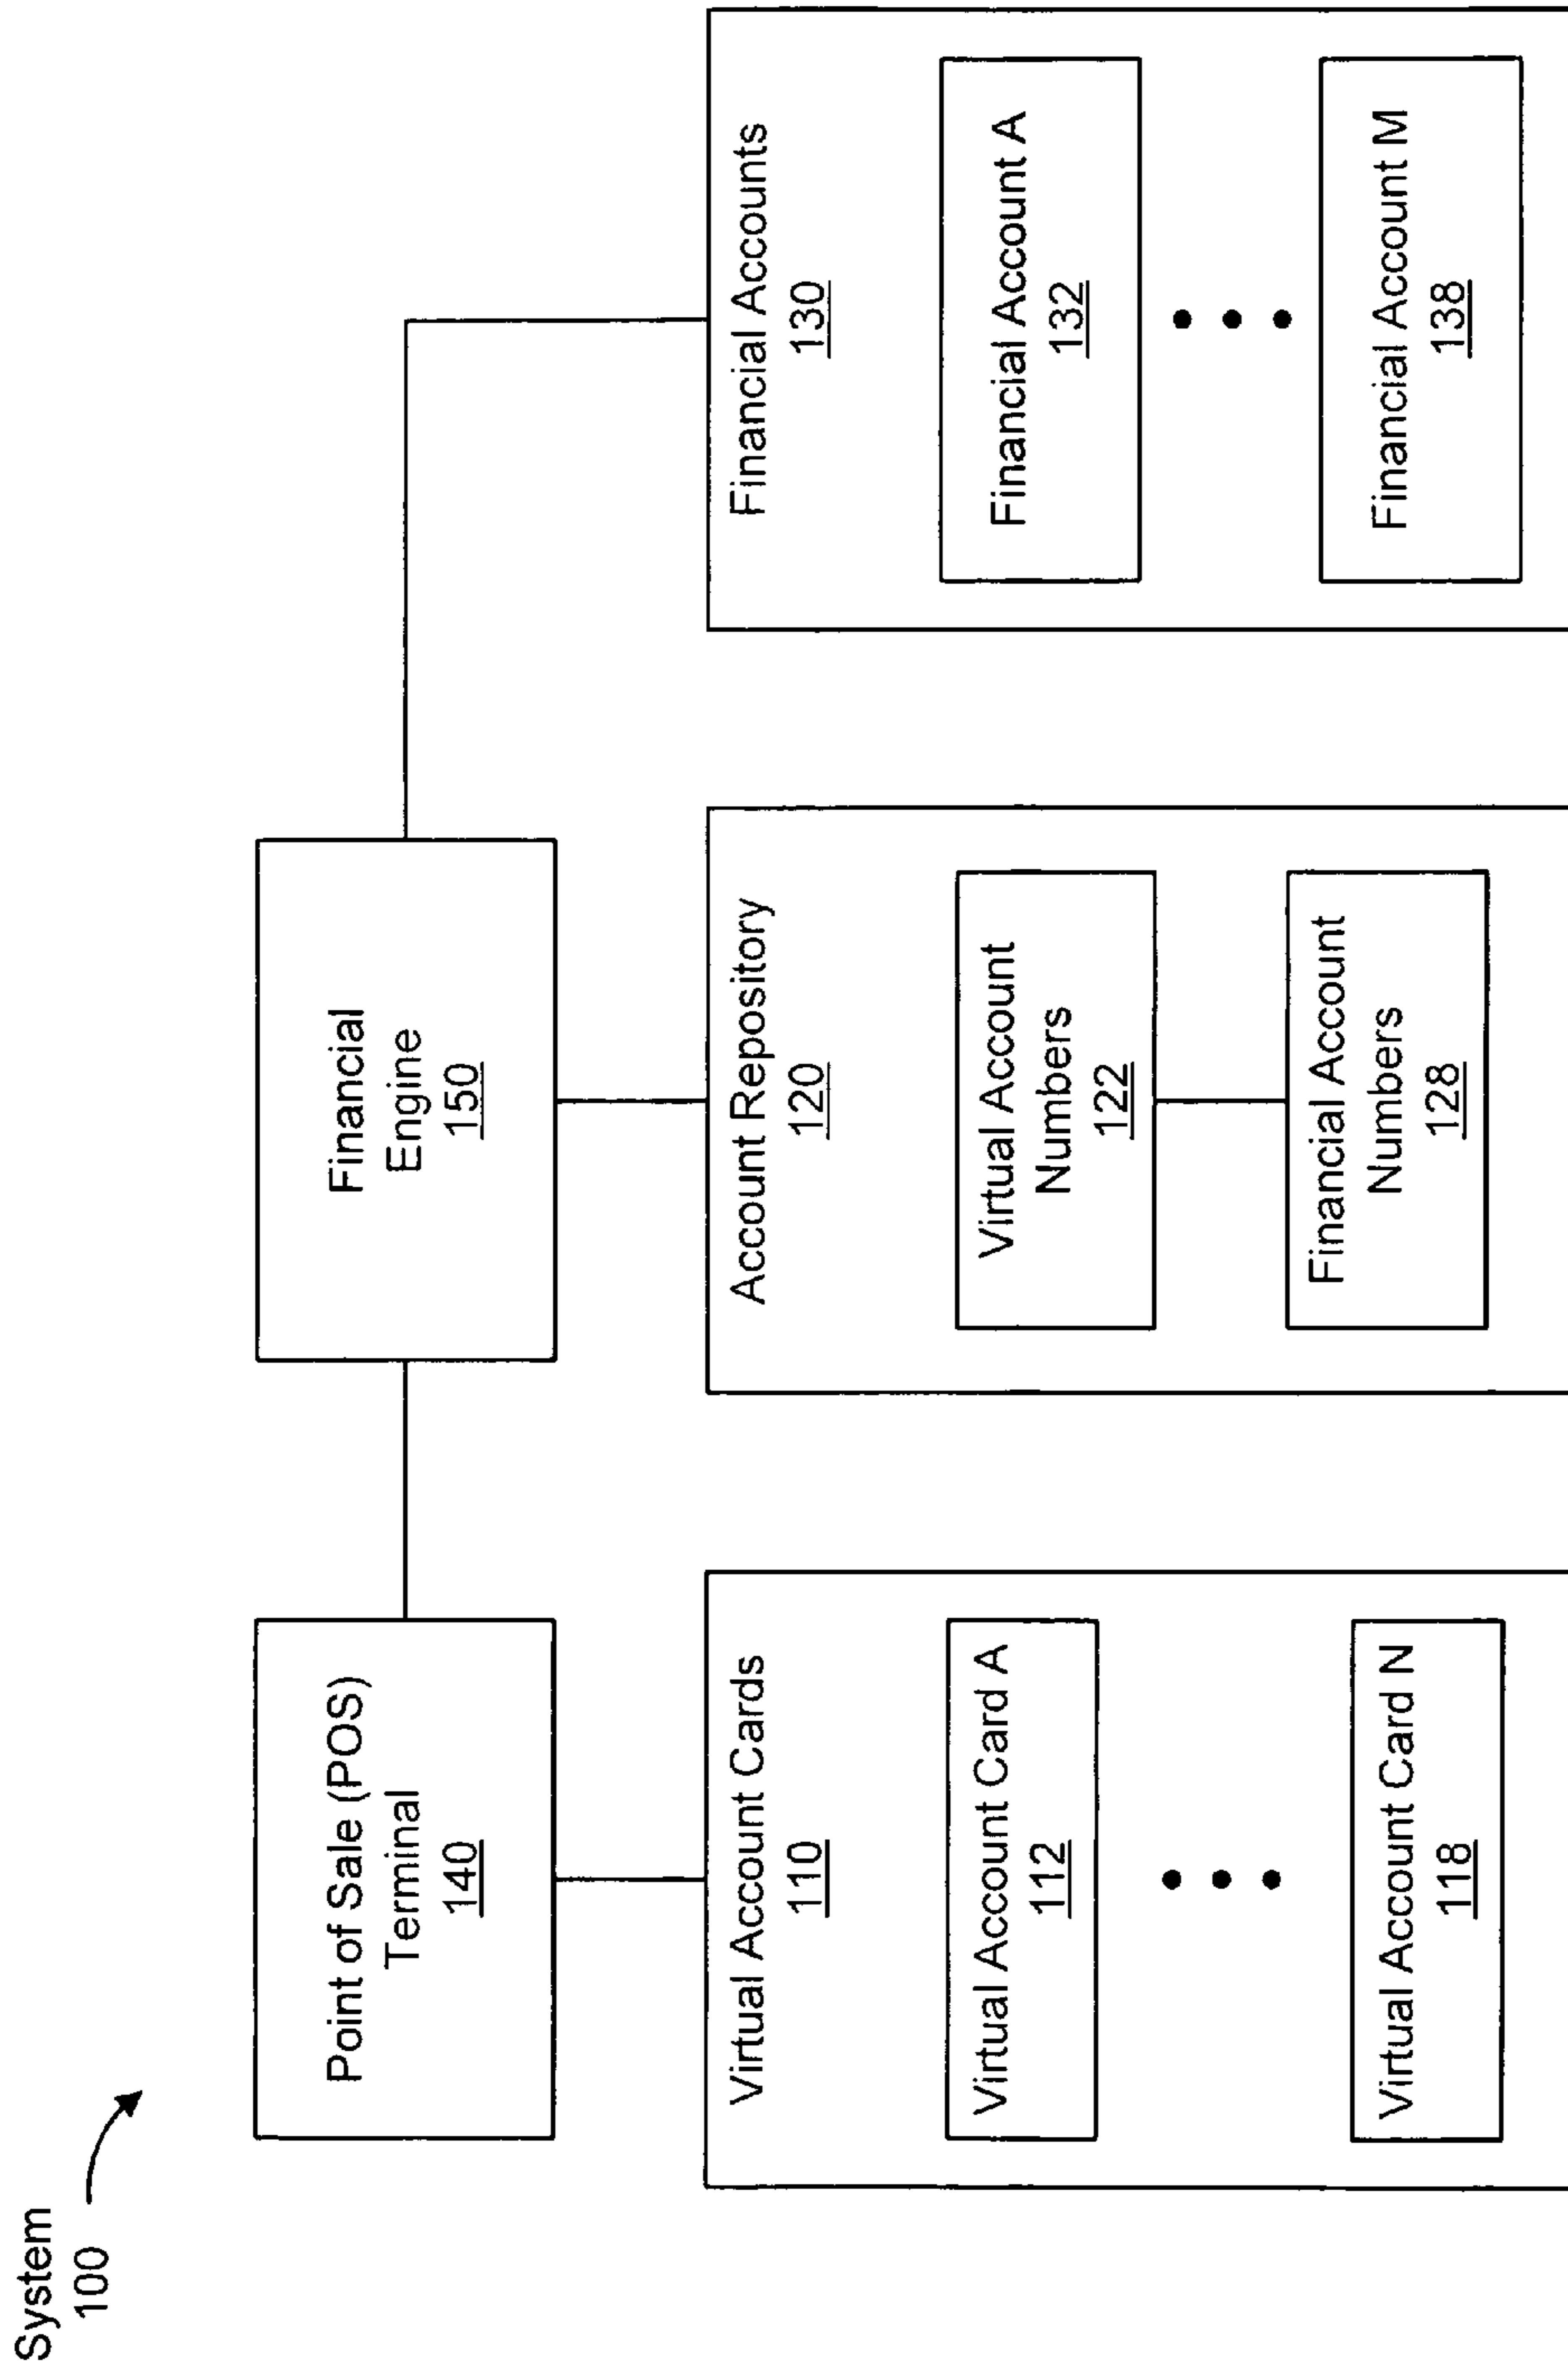 System
100
Point of Sale (POS)
Terminal
140
Financial
Engine
150
Virtual Account Cards
110
Virtual Account Card A
112
Virtual Account Card N
118
Account Repository
120
Virtual Account
Numbers
122
Financial Account
Numbers
128
Financial Accounts
130
Financial Account A
132
Financial Account M
138